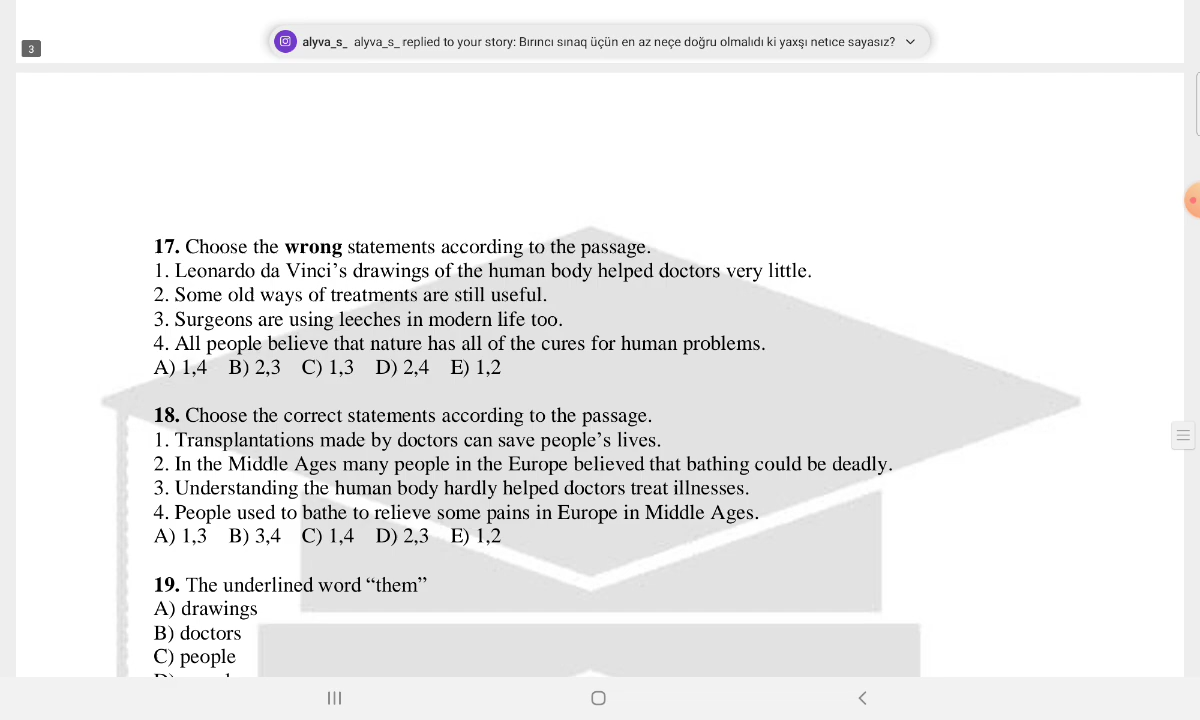 3
alyva_s_ alyva_s_ replied to your story: Bırıncı sınaq üçün en az neçe doğru olmalıdı ki yaxşı netıce sayasız?
17. Choose the wrong statements according to the passage.
1. Leonardo da Vinci’s drawings of the human body helped doctors very little.
2. Some old ways of treatments are still useful.
3. Surgeons are using leeches in modern life too.
4. All people believe that nature has all of the cures for human problems.
A) 1,4 B) 2,3 C) 1,3 D) 2,4 E) 1,2
18. Choose the correct statements according to the passage.
1. Transplantations made by doctors can save people’s lives.
2. In the Middle Ages many people in the Europe believed that bathing could be deadly.
3. Understanding the human body hardly helped doctors treat illnesses.
4. People used to bathe to relieve some pains in Europe in Middle Ages.
A) 1,3 B) 3,4 C) 1,4 D) 2,3 E) 1,2
19. The underlined word “them”
A) drawings
B) doctors
C) people